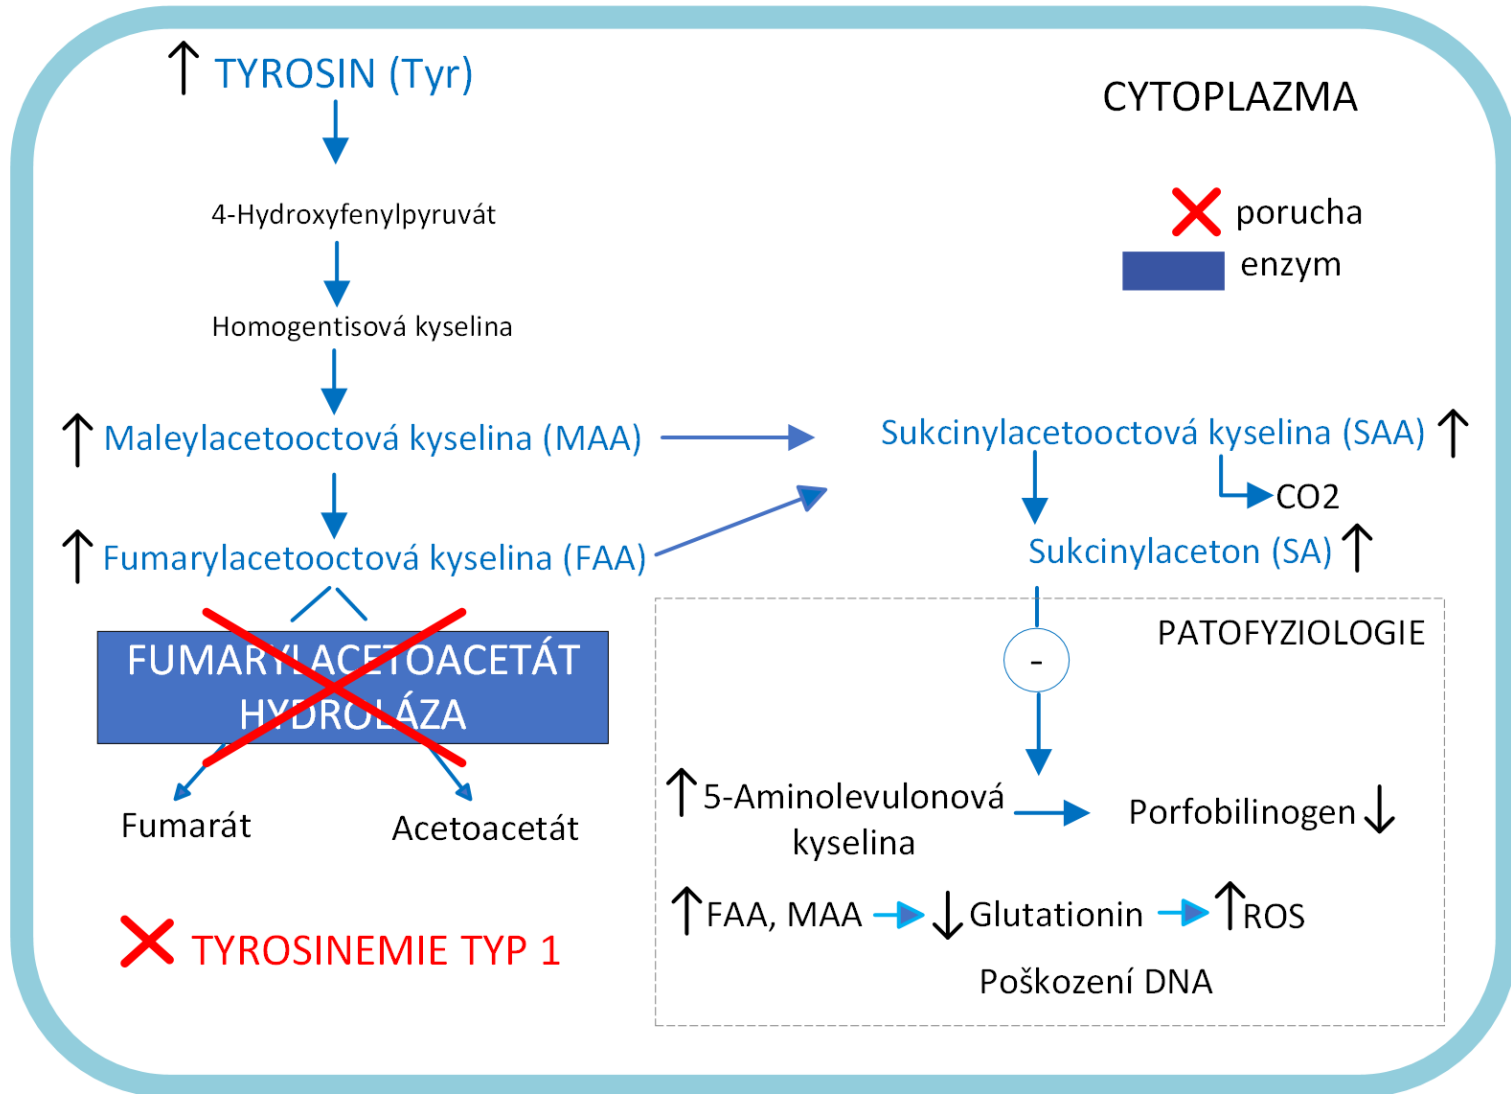 TYROSIN (Tyr)
CYTOPLAZMA
4-Hydroxyfenylpyruvát
porucha
enzym
Homogentisová kyselina
Maleylacetooctová kyselina (MAA)
Sukcinylacetooctová kyselina (SAA)
CO2
Fumarylacetooctová kyselina (FAA)
Sukcinylaceton (SA)
FUMARYLACETOACETÁT
HYDROLÁZA
Fumarát
Acetoacetát
TYROSINEMIE TYP 1
PATOFYZIOLOGIE
-
5-Aminolevulonová
kyselina
Porfobilinogen
FAA, MAA
Glutationin
ROS
Poškození DNA